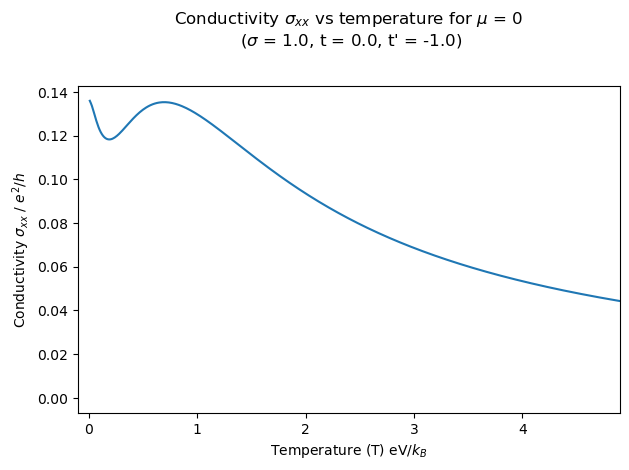 Conductivity σxx vs temperature for μ = 0
(σ = 1.0, t = 0.0, t' = -1.0)
0.14
0.12
0.10
0.08
0.06
0.04
0.02
0.00
Conductivity σxx / e²/h
0 1 2 3 4
Temperature (T) eV/kB